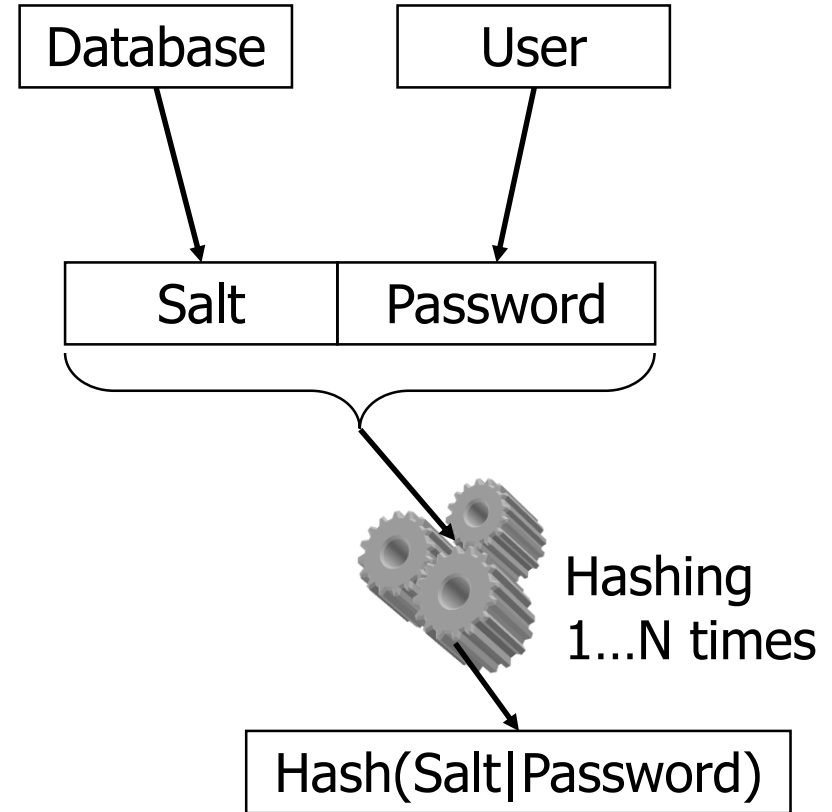 Database
User
Salt
Password
Hashing
1...N times
Hash(Salt|Password)